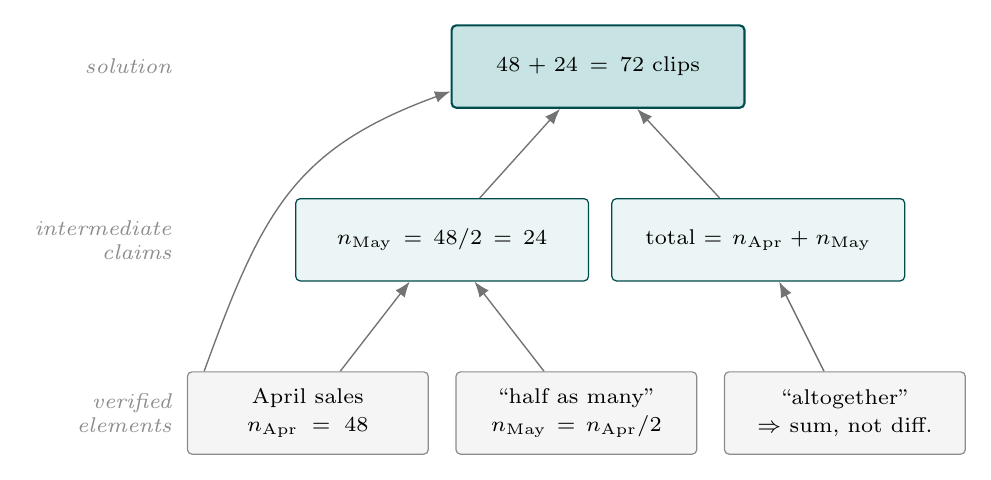 solution
48 + 24 = 72 clips
intermediate
claims
n_May = 48/2 = 24
total = n_Apr + n_May
verified
elements
April sales
n_Apr = 48
“half as many”
n_May = n_Apr/2
“altogether”
⇒ sum, not diff.